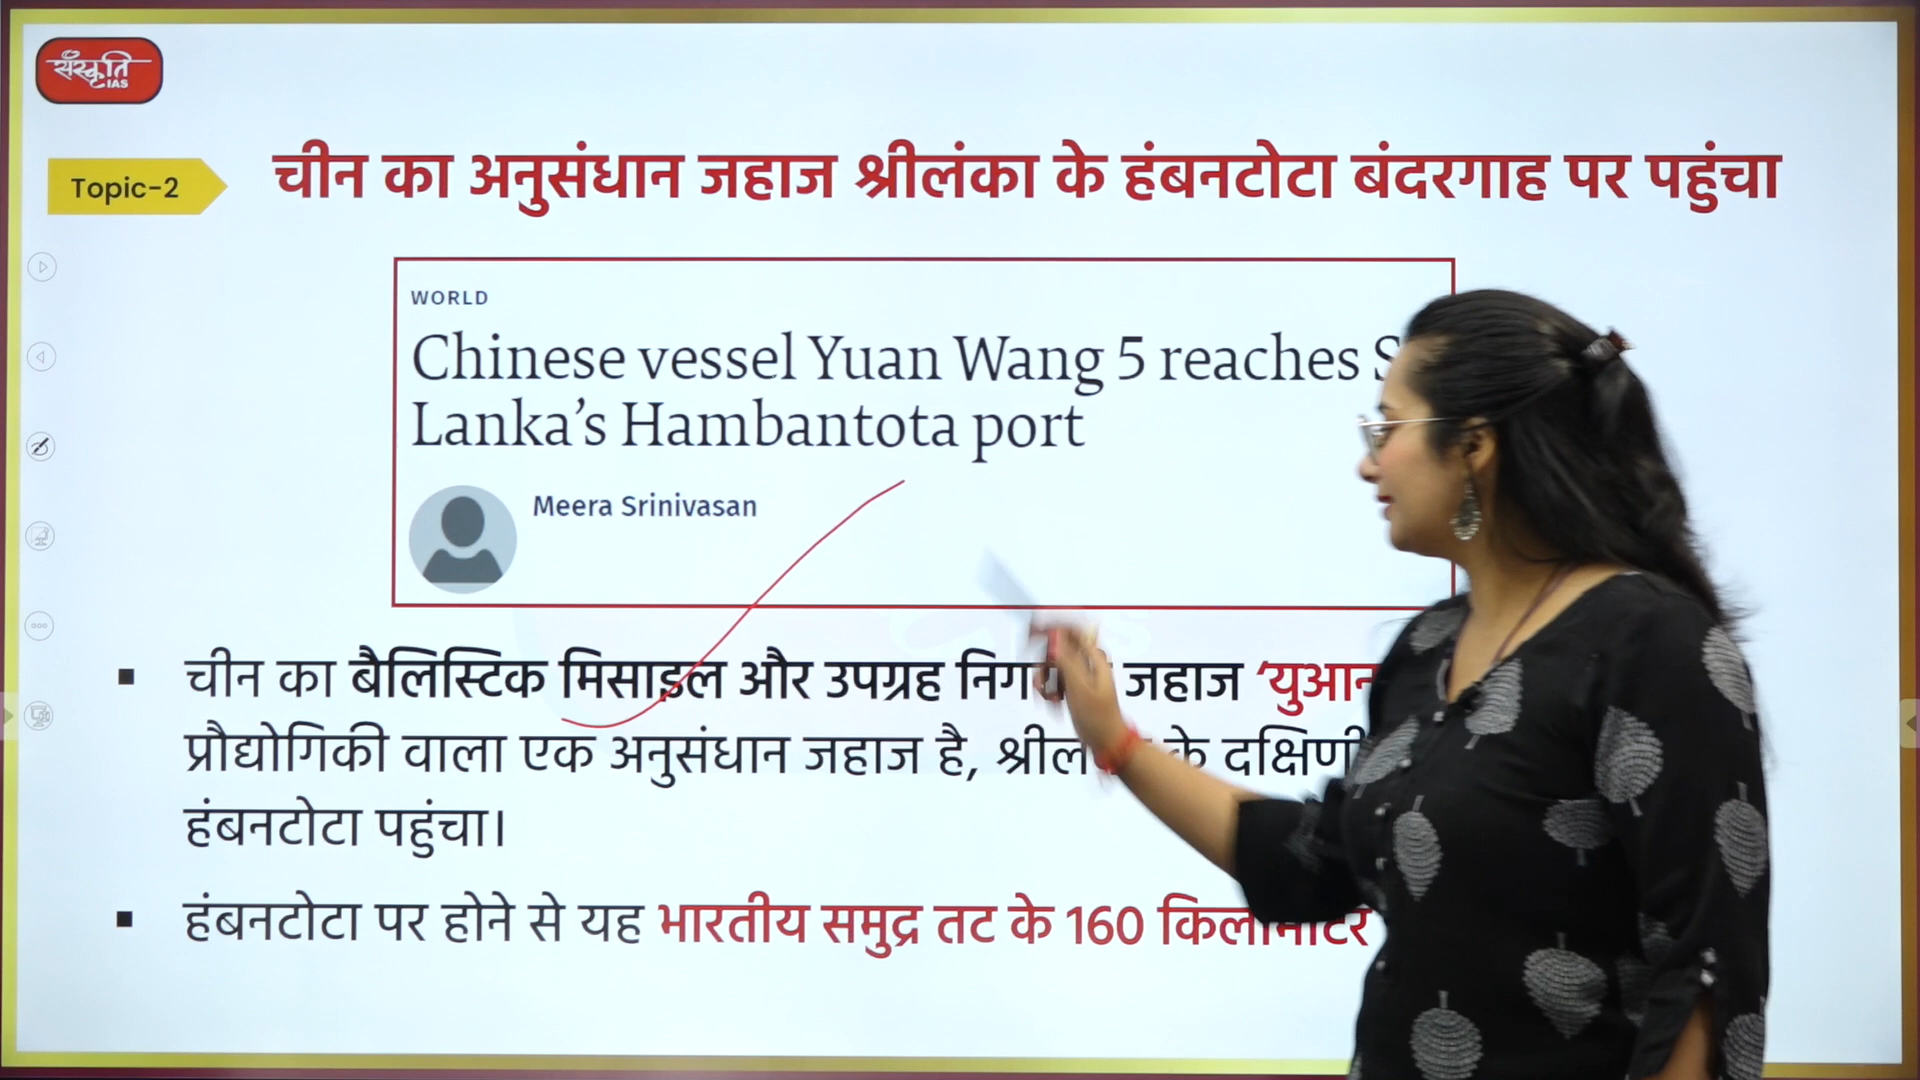 संस्कृति
IAS
Topic-2
चीन का अनुसंधान जहाज श्रीलंका के हंबनटोटा बंदरगाह पर पहुंचा
WORLD
Chinese vessel Yuan Wang 5 reaches S
Lanka’s Hambantota port
Meera Srinivasan
▪ चीन का बैलिस्टिक मिसाइल और उपग्रह जहाज ‘युआन
प्रौद्योगिकी वाला एक अनुसंधान जहाज है, के दक्षिणी
हंबनटोटा पहुंचा।
▪ हंबनटोटा पर होने से यह भारतीय समुद्र तट के 160 किलोमीटर